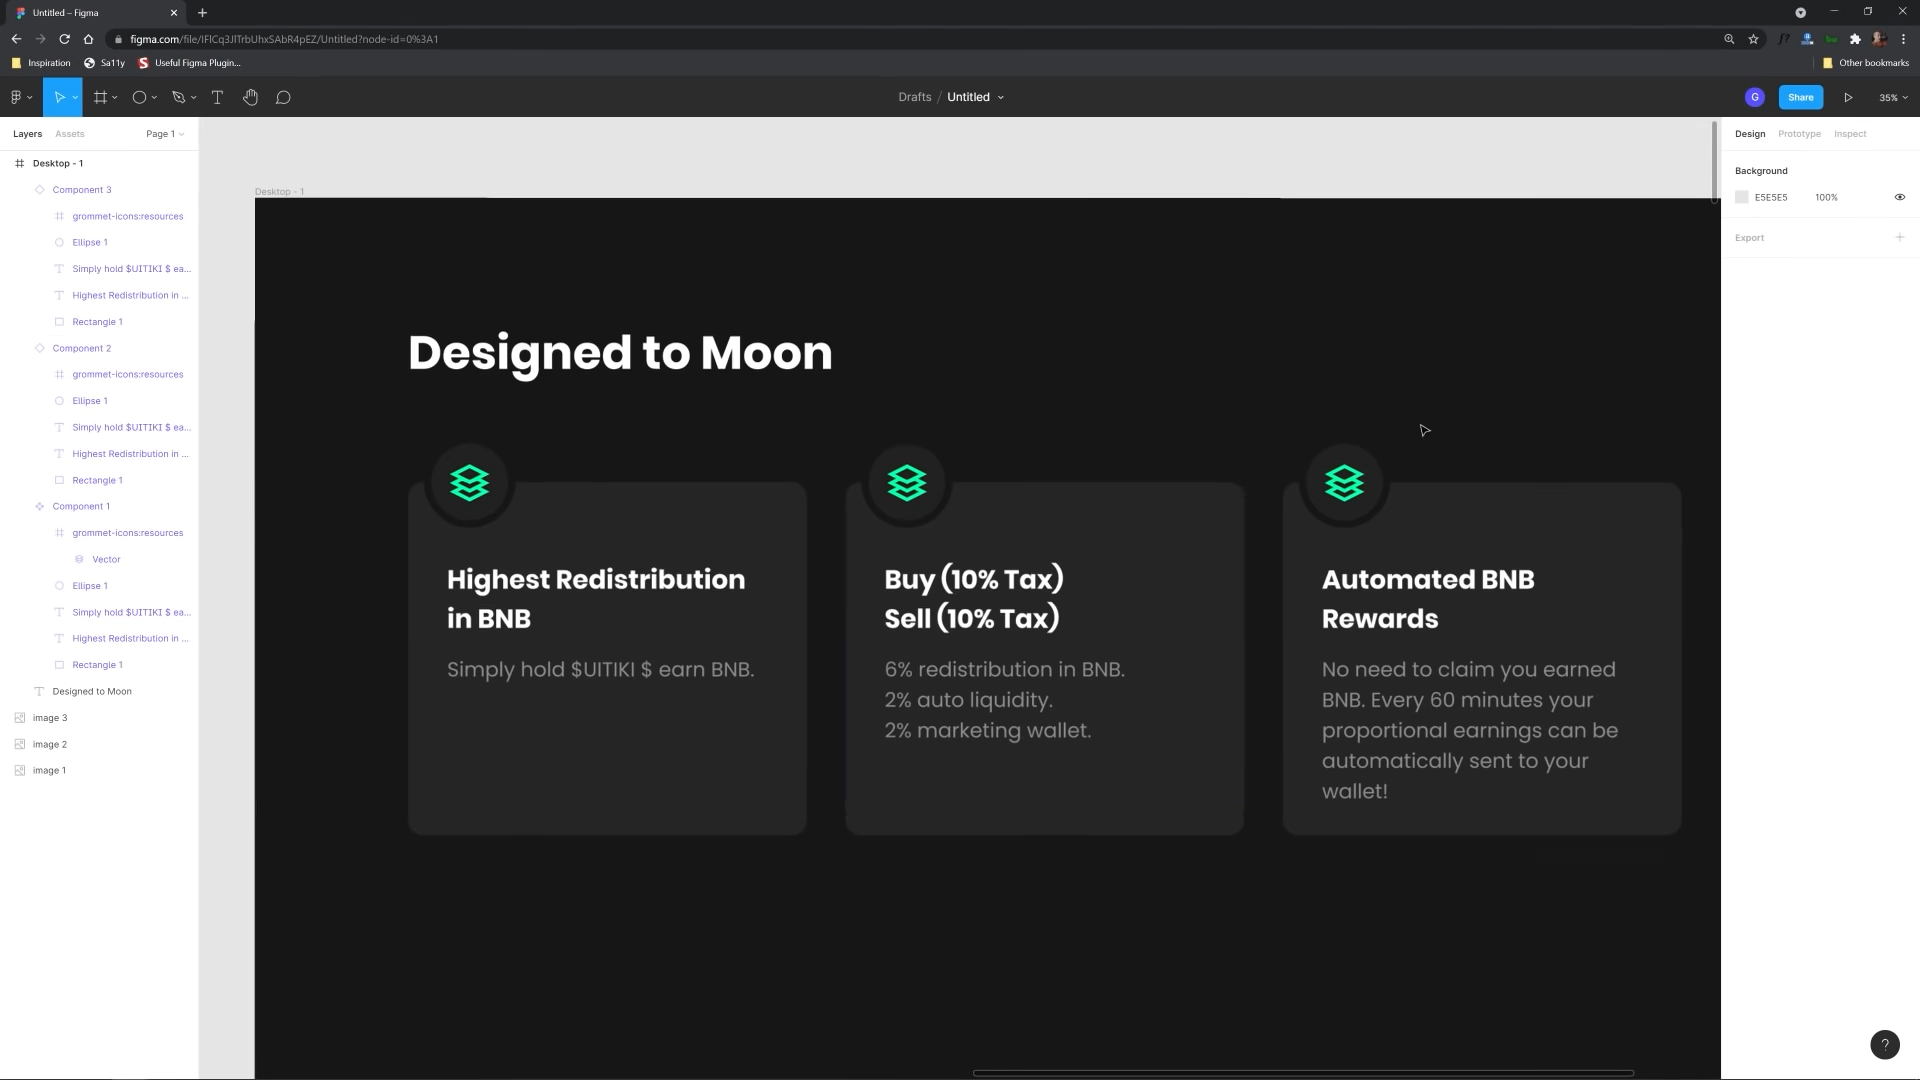 Untitled – Figma
figma.com/file/IFlCq3JlTrbUhxSAbR4pEZ/Untitled?node-id=0%3A1
Inspiration
Sa11y
Useful Figma Plugin...
Other bookmarks
Drafts / Untitled
G
Share
35%
Layers
Assets
Page 1
Design
Prototype
Inspect
Desktop - 1
Component 3
grommet-icons:resources
Ellipse 1
Simply hold $UITIKI $ ea...
Highest Redistribution in ...
Rectangle 1
Component 2
grommet-icons:resources
Ellipse 1
Simply hold $UITIKI $ ea...
Highest Redistribution in ...
Rectangle 1
Component 1
grommet-icons:resources
Vector
Ellipse 1
Simply hold $UITIKI $ ea...
Highest Redistribution in ...
Rectangle 1
Designed to Moon
image 3
image 2
image 1
Desktop - 1
Designed to Moon
Highest Redistribution
in BNB
Simply hold $UITIKI $ earn BNB.
Buy (10% Tax)
Sell (10% Tax)
6% redistribution in BNB.
2% auto liquidity.
2% marketing wallet.
Automated BNB
Rewards
No need to claim you earned
BNB. Every 60 minutes your
proportional earnings can be
automatically sent to your
wallet!
Background
E5E5E5 100%
Export
?